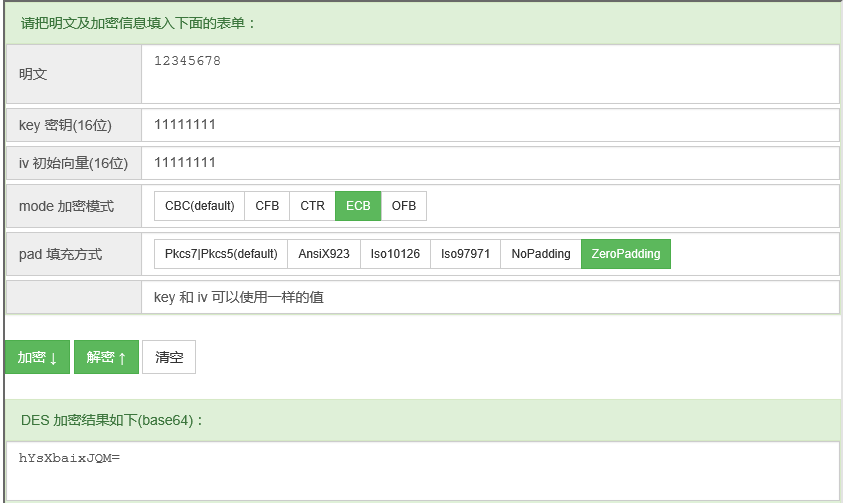 请把明文及加密信息填入下面的表单：
明文 12345678
key 密钥(16位) 11111111
iv 初始向量(16位) 11111111
mode 加密模式 CBC(default) CFB CTR ECB OFB
pad 填充方式 Pkcs7|Pkcs5(default) AnsiX923 Iso10126 Iso97971 NoPadding ZeroPadding
key 和 iv 可以使用一样的值
加密↓ 解密↑ 清空
DES 加密结果如下(base64)：
hYsXbaixJQM=